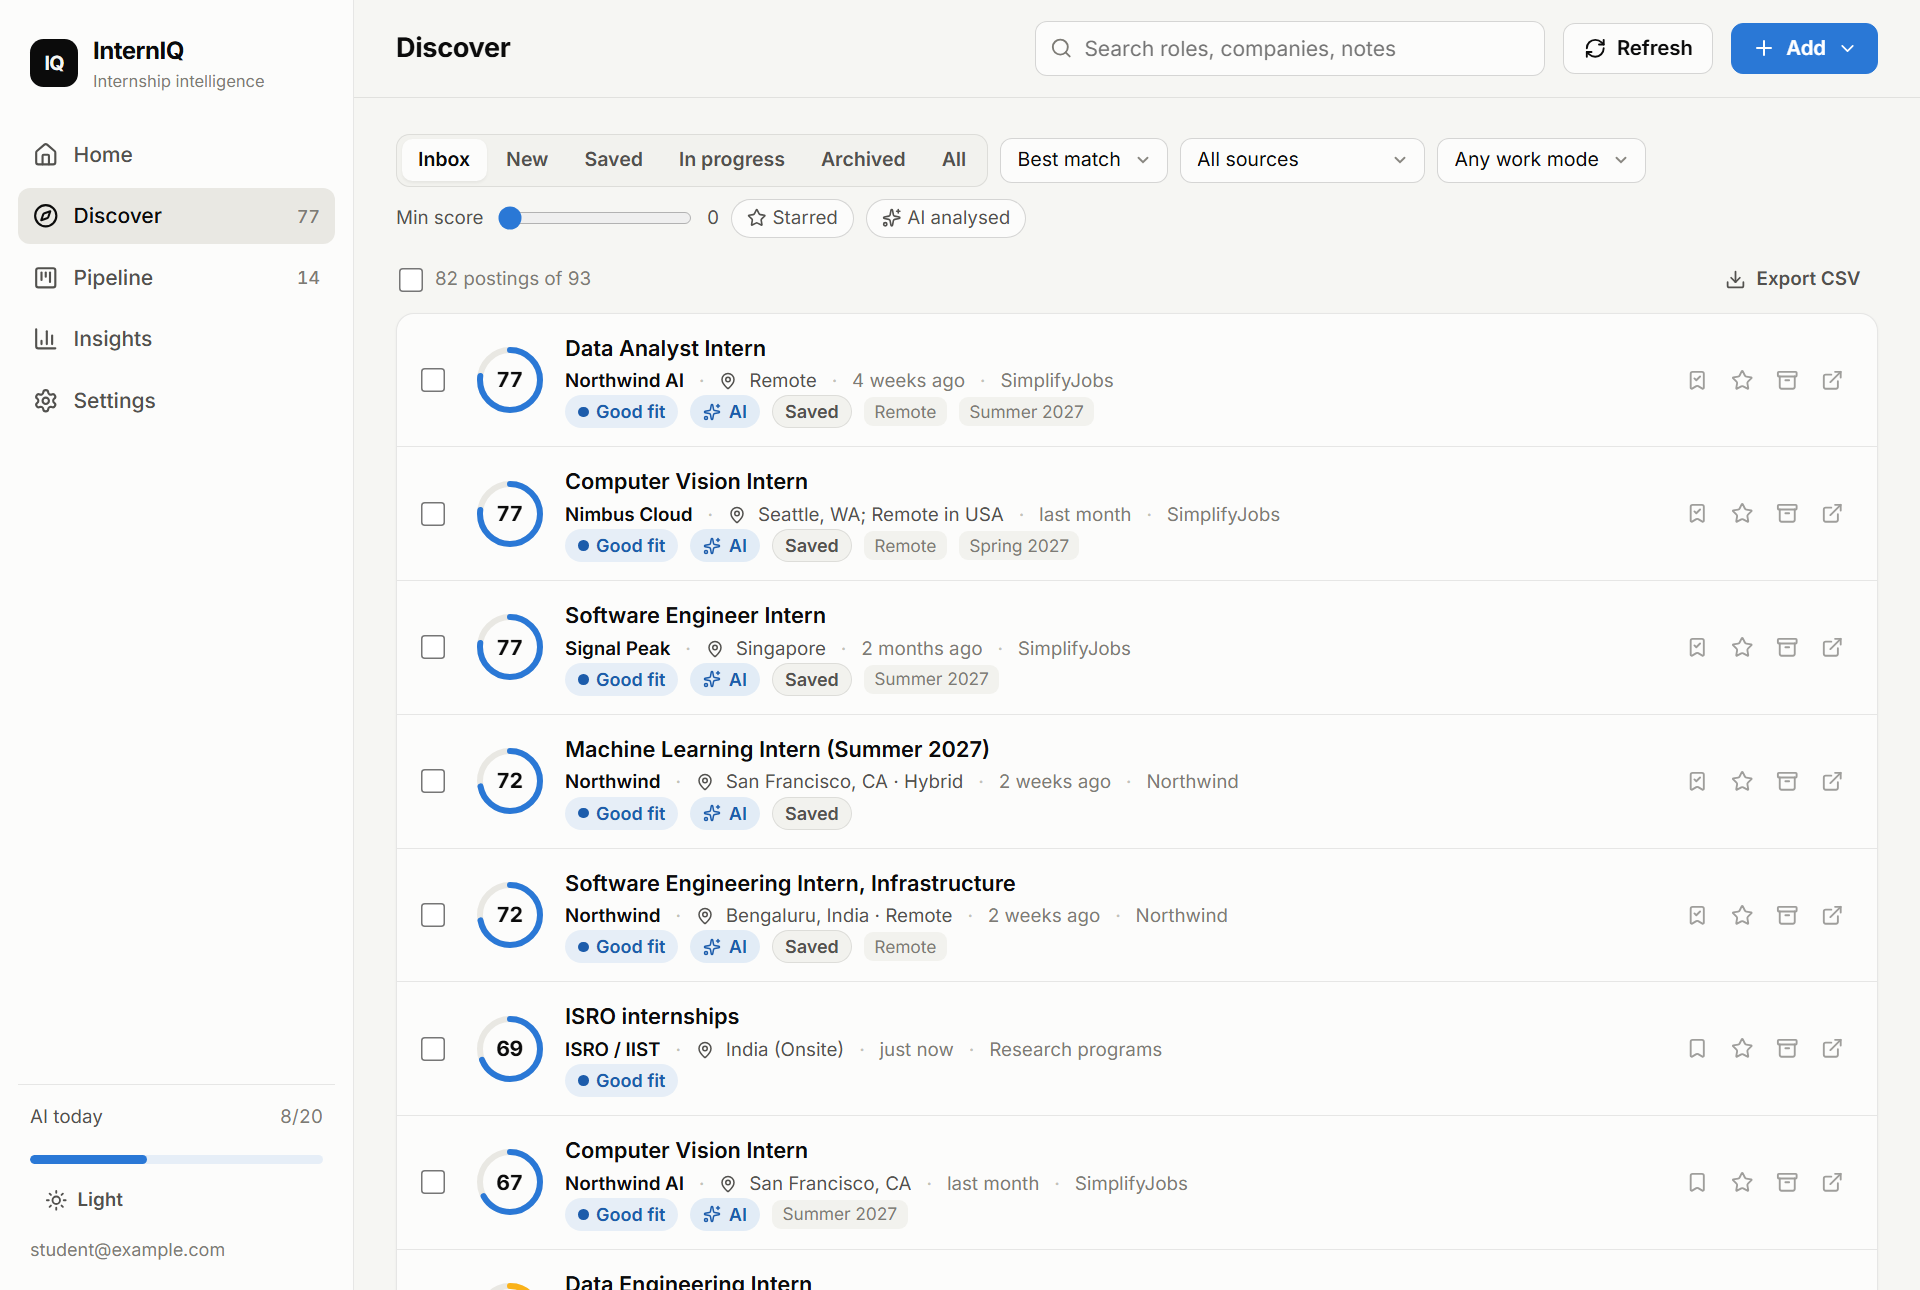 IQ
InternIQ
Internship intelligence
Home
Discover 77
Pipeline 14
Insights
Settings
AI today 8/20
Light
student@example.com
Discover
Search roles, companies, notes
Refresh
Add
Inbox New Saved In progress Archived All
Best match
All sources
Any work mode
Min score 0 Starred AI analysed
82 postings of 93
Export CSV
77
Data Analyst Intern
Northwind AI · Remote · 4 weeks ago · SimplifyJobs
Good fit AI Saved Remote Summer 2027
77
Computer Vision Intern
Nimbus Cloud · Seattle, WA; Remote in USA · last month · SimplifyJobs
Good fit AI Saved Remote Spring 2027
77
Software Engineer Intern
Signal Peak · Singapore · 2 months ago · SimplifyJobs
Good fit AI Saved Summer 2027
72
Machine Learning Intern (Summer 2027)
Northwind · San Francisco, CA · Hybrid · 2 weeks ago · Northwind
Good fit AI Saved
72
Software Engineering Intern, Infrastructure
Northwind · Bengaluru, India · Remote · 2 weeks ago · Northwind
Good fit AI Saved Remote
69
ISRO internships
ISRO / IIST · India (Onsite) · just now · Research programs
Good fit
67
Computer Vision Intern
Northwind AI · San Francisco, CA · last month · SimplifyJobs
Good fit AI Summer 2027
Data Engineering Intern